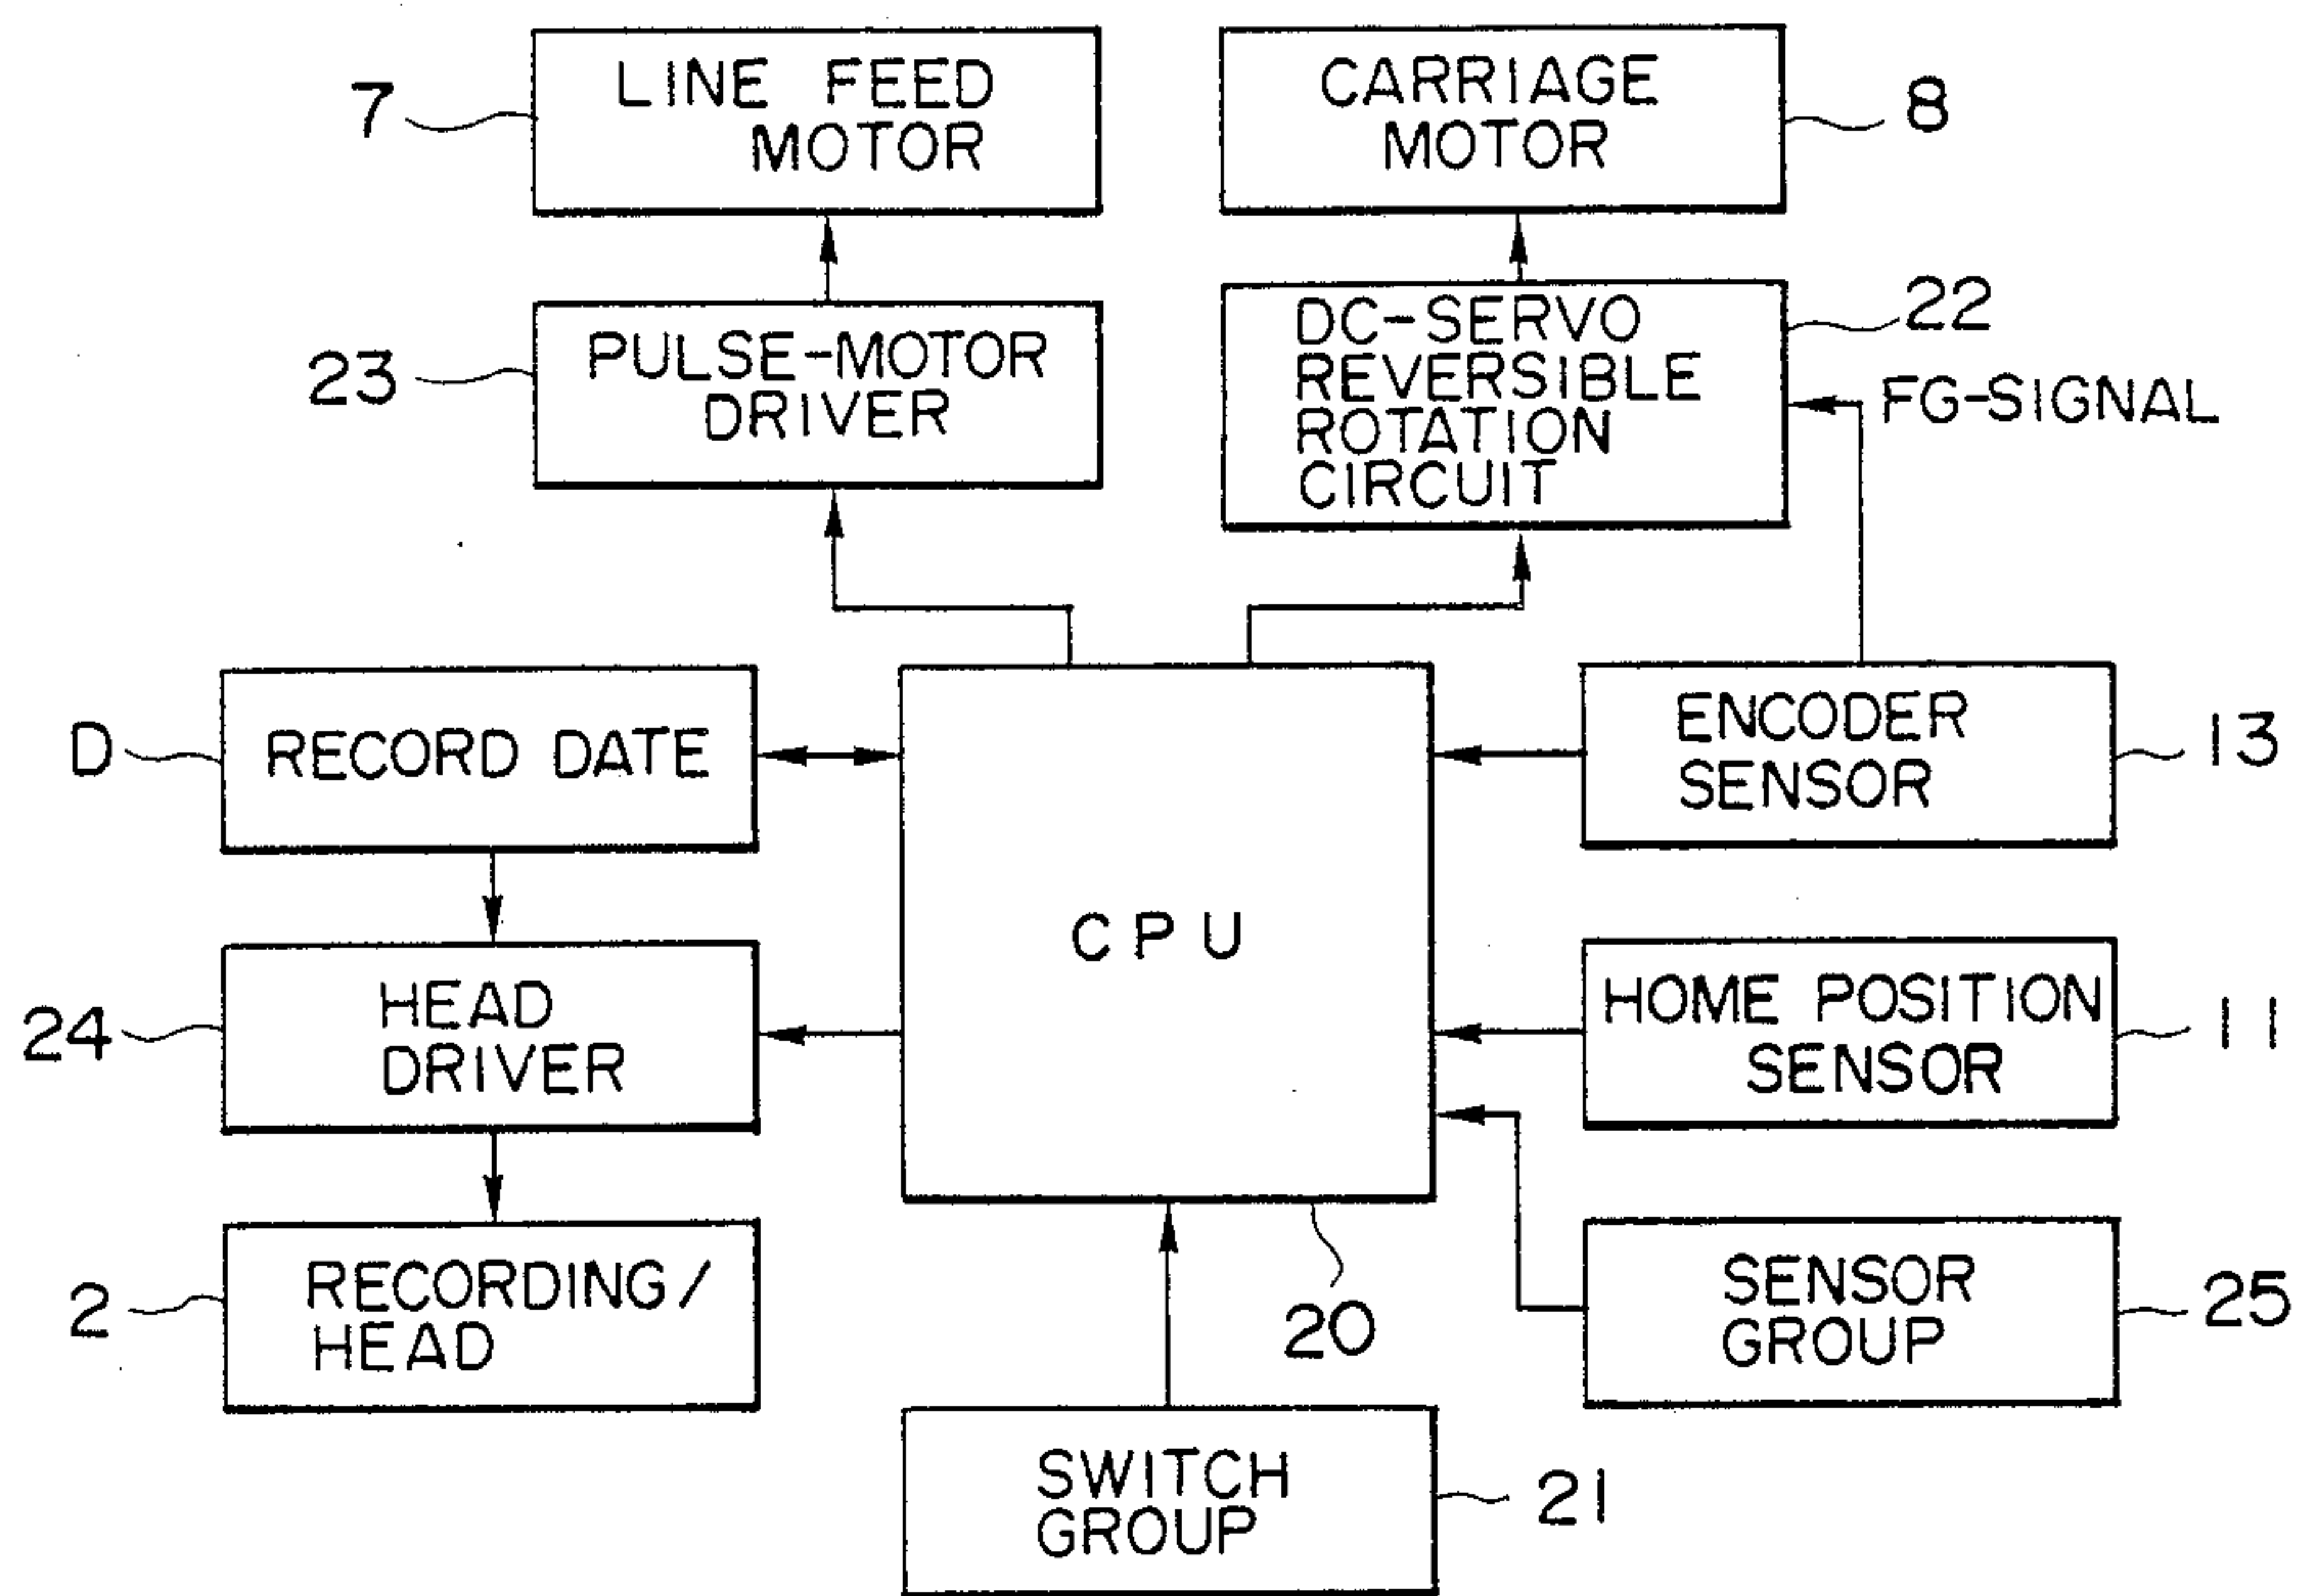 7
LINE FEED
MOTOR
CARRIAGE
MOTOR
8
23
PULSE-MOTOR
DRIVER
DC-SERVO
REVERSIBLE
ROTATION
CIRCUIT
22
FG-SIGNAL
D
RECORD DATE
CPU
ENCODER
SENSOR
13
24
HEAD
DRIVER
HOME POSITION
SENSOR
11
2
RECORDING/
HEAD
20
SENSOR
GROUP
25
SWITCH
GROUP
21